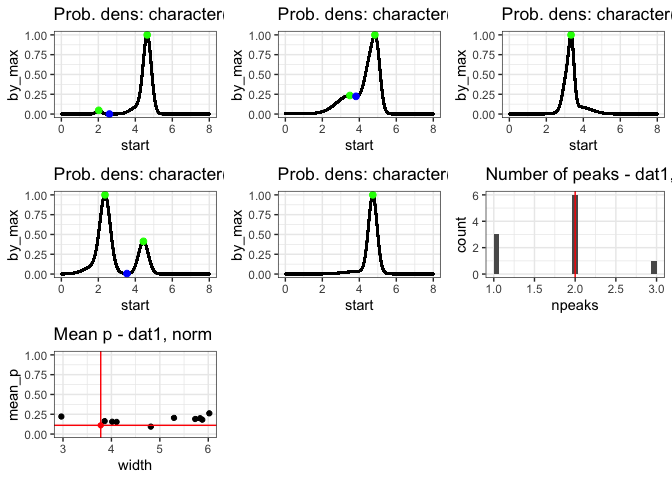 Prob. dens: character(
by_max
1.00
0.75
0.50
0.25
0.00
0 2 4 6 8
start
Prob. dens: character(
by_max
1.00
0.75
0.50
0.25
0.00
0 2 4 6 8
start
Prob. dens: character(
by_max
1.00
0.75
0.50
0.25
0.00
0 2 4 6 8
start
Prob. dens: character(
by_max
1.00
0.75
0.50
0.25
0.00
0 2 4 6 8
start
Prob. dens: character(
by_max
1.00
0.75
0.50
0.25
0.00
0 2 4 6 8
start
Number of peaks - dat1,
count
6
4
2
0
1.0 1.5 2.0 2.5 3.0
npeaks
Mean p - dat1, norm
mean_p
1.00
0.75
0.50
0.25
0.00
3 4 5 6
width